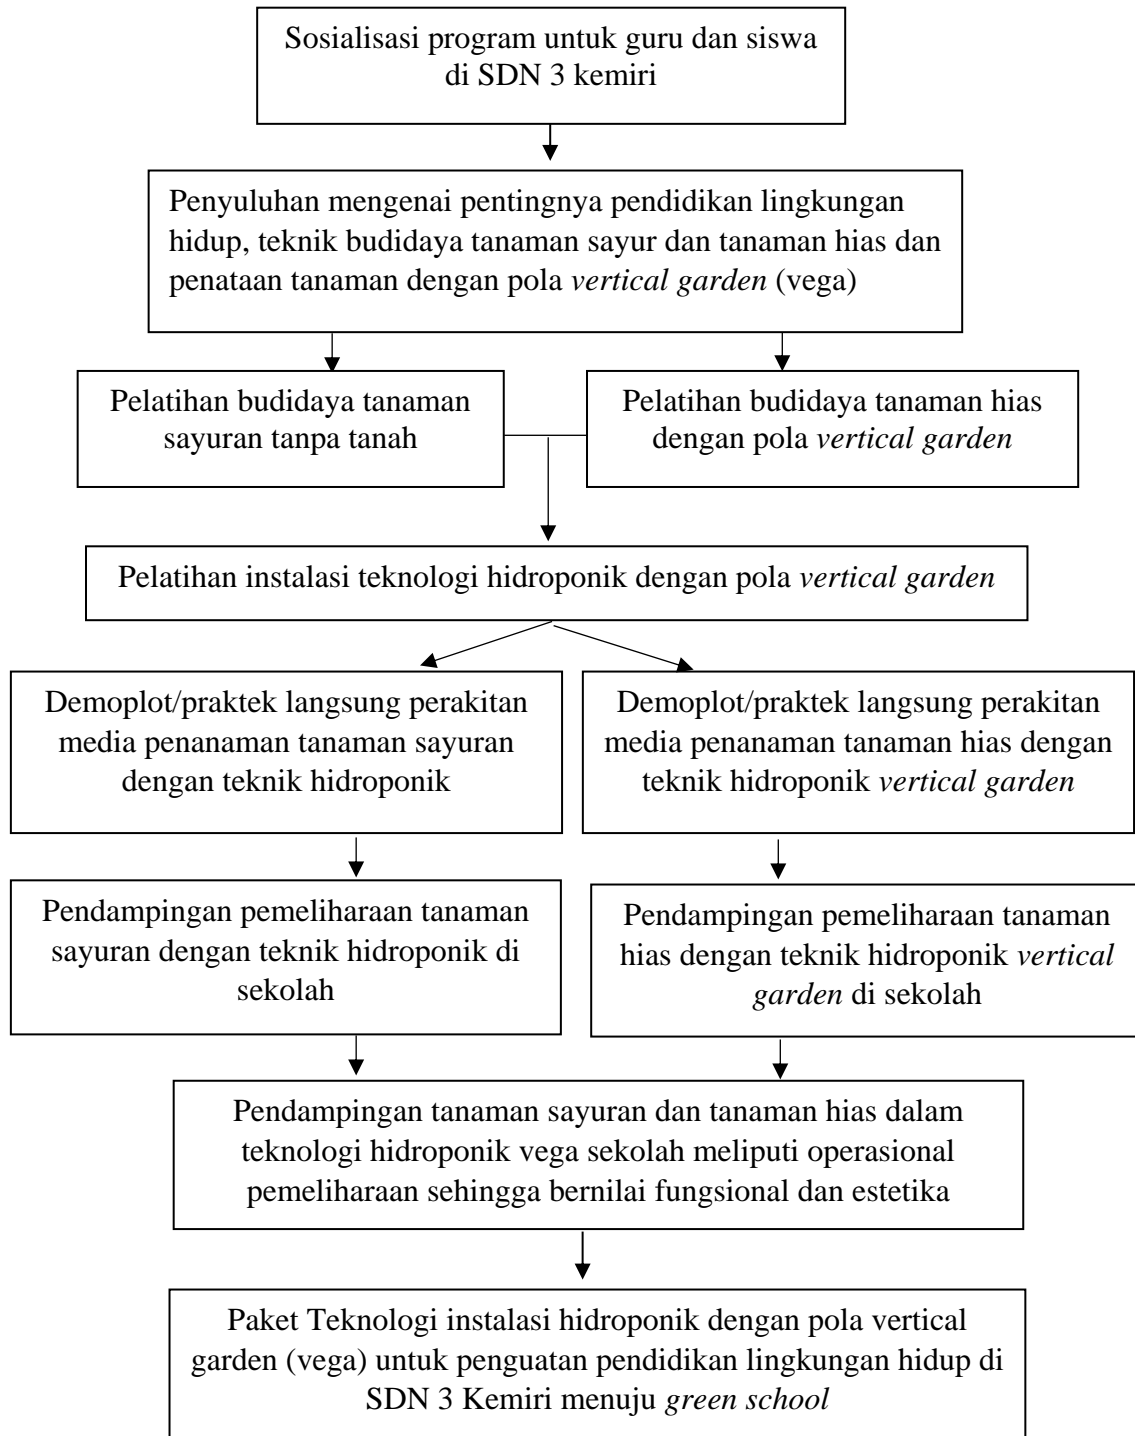 Sosialisasi program untuk guru dan siswa
di SDN 3 kemiri
Penyuluhan mengenai pentingnya pendidikan lingkungan
hidup, teknik budidaya tanaman sayur dan tanaman hias dan
penataan tanaman dengan pola vertical garden (vega)
Pelatihan budidaya tanaman
sayuran tanpa tanah
Pelatihan budidaya tanaman hias
dengan pola vertical garden
Pelatihan instalasi teknologi hidroponik dengan pola vertical garden
Demoplot/praktek langsung perakitan
media penanaman tanaman sayuran
dengan teknik hidroponik
Demoplot/praktek langsung perakitan
media penanaman tanaman hias dengan
teknik hidroponik vertical garden
Pendampingan pemeliharaan tanaman
sayuran dengan teknik hidroponik di
sekolah
Pendampingan pemeliharaan tanaman
hias dengan teknik hidroponik vertical
garden di sekolah
Pendampingan tanaman sayuran dan tanaman hias dalam
teknologi hidroponik vega sekolah meliputi operasional
pemeliharaan sehingga bernilai fungsional dan estetika
Paket Teknologi instalasi hidroponik dengan pola vertical
garden (vega) untuk penguatan pendidikan lingkungan hidup di
SDN 3 Kemiri menuju green school